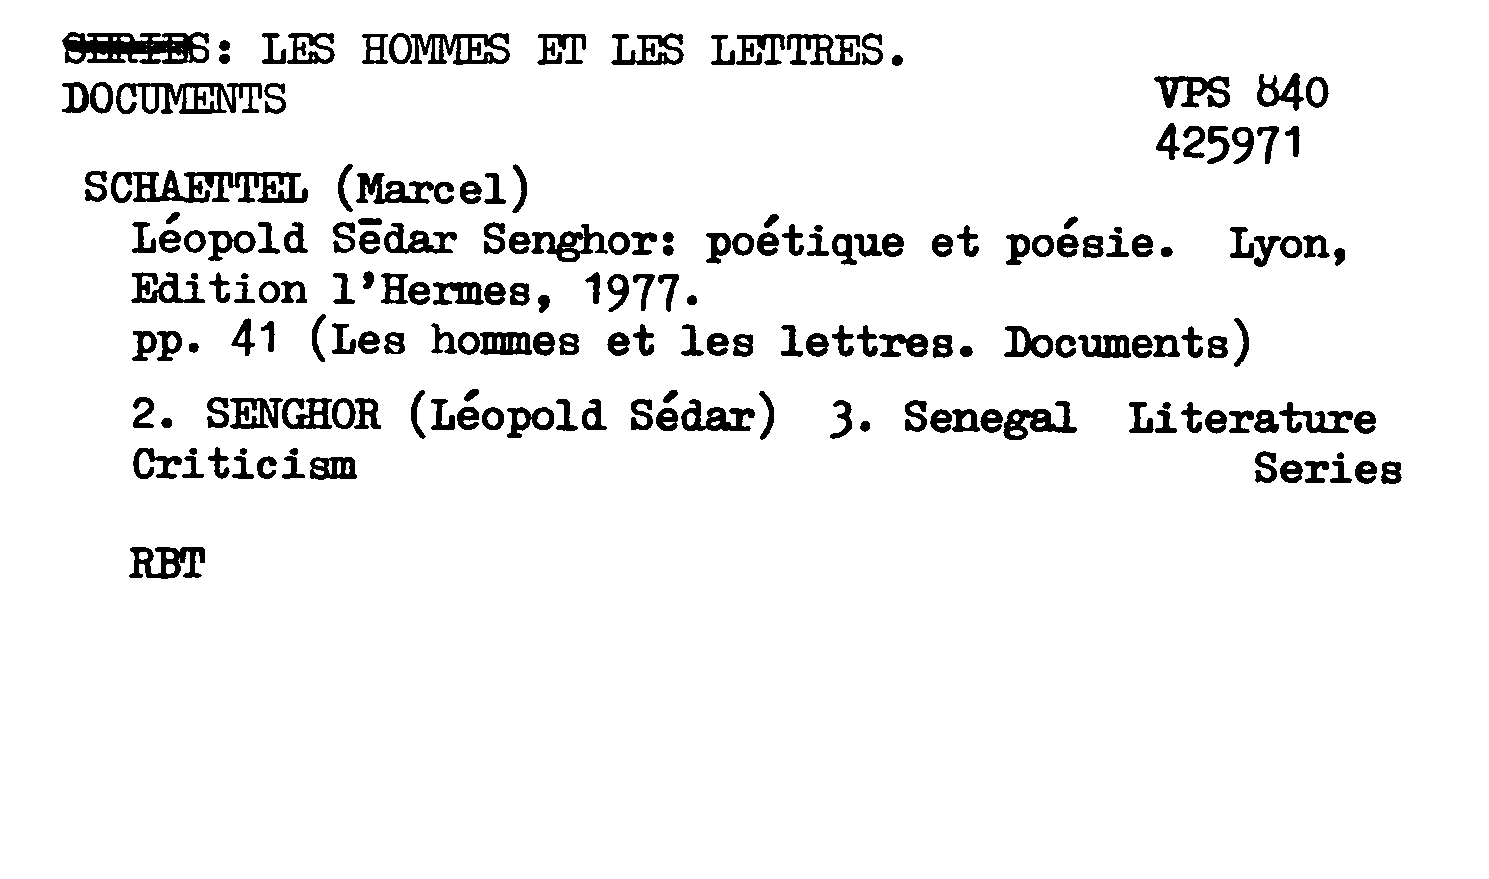 SERIES: LES HOMMES ET LES LETTRES.
DOCUMENTS
VPS 840
425971
SCHAETTEL (Marcel)
Léopold Sēdar Senghor: poétique et poésie. Lyon,
Edition l'Hermes, 1977.
pp. 41 (Les hommes et les lettres. Documents)
2. SENGHOR (Léopold Sédar) 3. Senegal Literature
Criticism Series
RBT